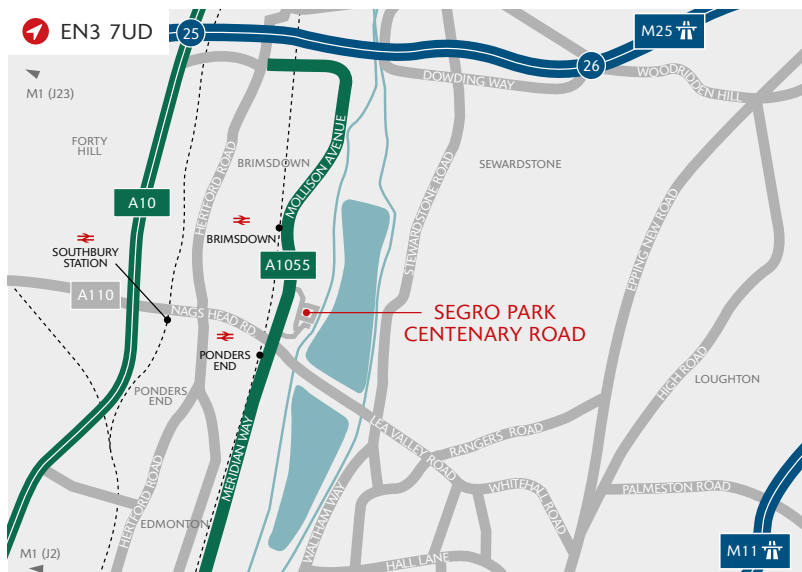 EN3 7UD
25
M25
26
DOWDING WAY
WOODRIDDEN HILL
M1 (J23)
FORTY
HILL
HERTFORD ROAD
BRIMSDOWN
MOLLISON AVENUE
SEWARDSTONE
STEWARDSTONE ROAD
EPPING NEW ROAD
A10
SOUTHBURY
STATION
BRIMSDOWN
A1055
A110
NAGS HEAD RD
SEGRO PARK
CENTENARY ROAD
PONDERS
END
PONDERS
END
HIGH ROAD
LOUGHTON
MERIDIAN WAY
LEA VALLEY ROAD
RANGERS' ROAD
HERTFORD ROAD
EDMONTON
WALTHAM WAY
WHITEHALL ROAD
PALMESTON ROAD
HALL LANE
M1 (J2)
M11